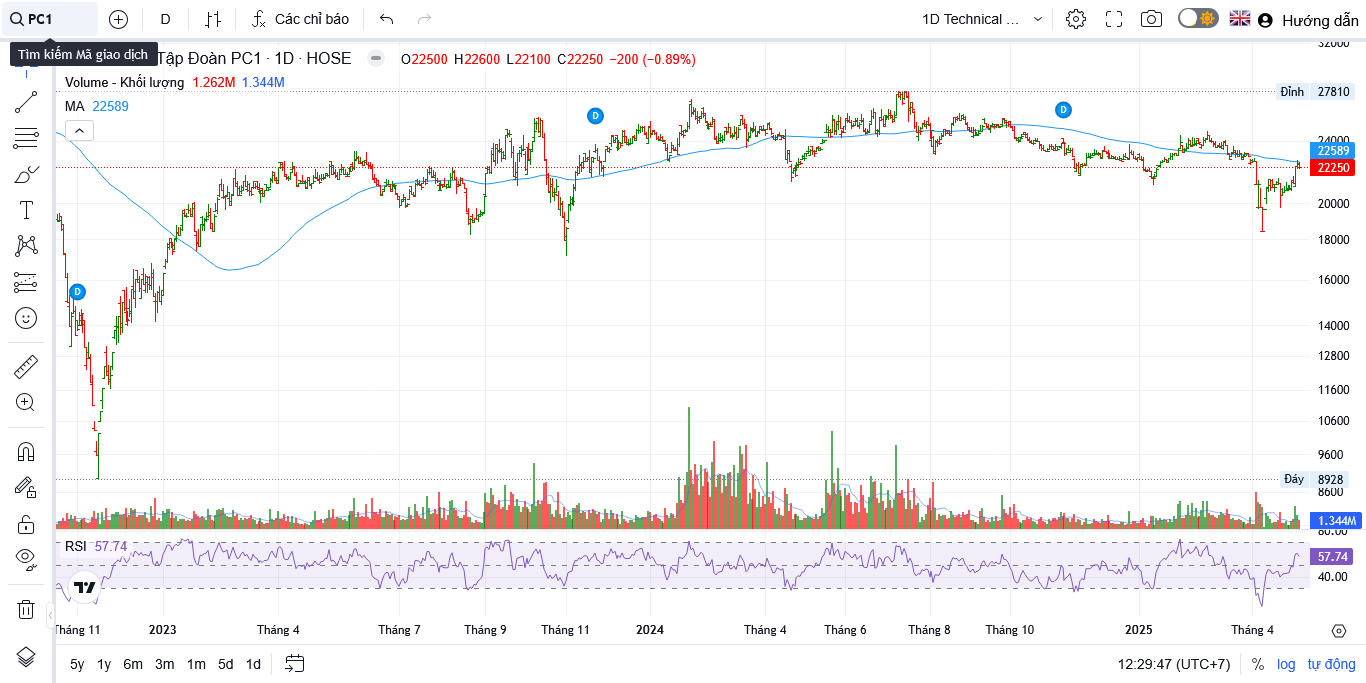 PC1
D
Các chỉ báo
1D Technical ...
Hướng dẫn
Tìm kiếm Mã giao dịch
Tập Đoàn PC1 · 1D · HOSE
O22500 H22600 L22100 C22250 −200 (−0.89%)
Volume - Khối lượng 1.262M 1.344M
MA 22589
D
D
D
32000
Đỉnh 27810
24000
22589
22250
20000
18000
16000
14000
12800
11600
10600
9600
Đáy 8928
8600
1.344M
80.00
RSI 57.74
57.74
40.00
Tháng 11 2023 Tháng 4 Tháng 7 Tháng 9 Tháng 11 2024 Tháng 4 Tháng 6 Tháng 8 Tháng 10 2025 Tháng 4
5y 1y 6m 3m 1m 5d 1d
12:29:47 (UTC+7) % log tự động